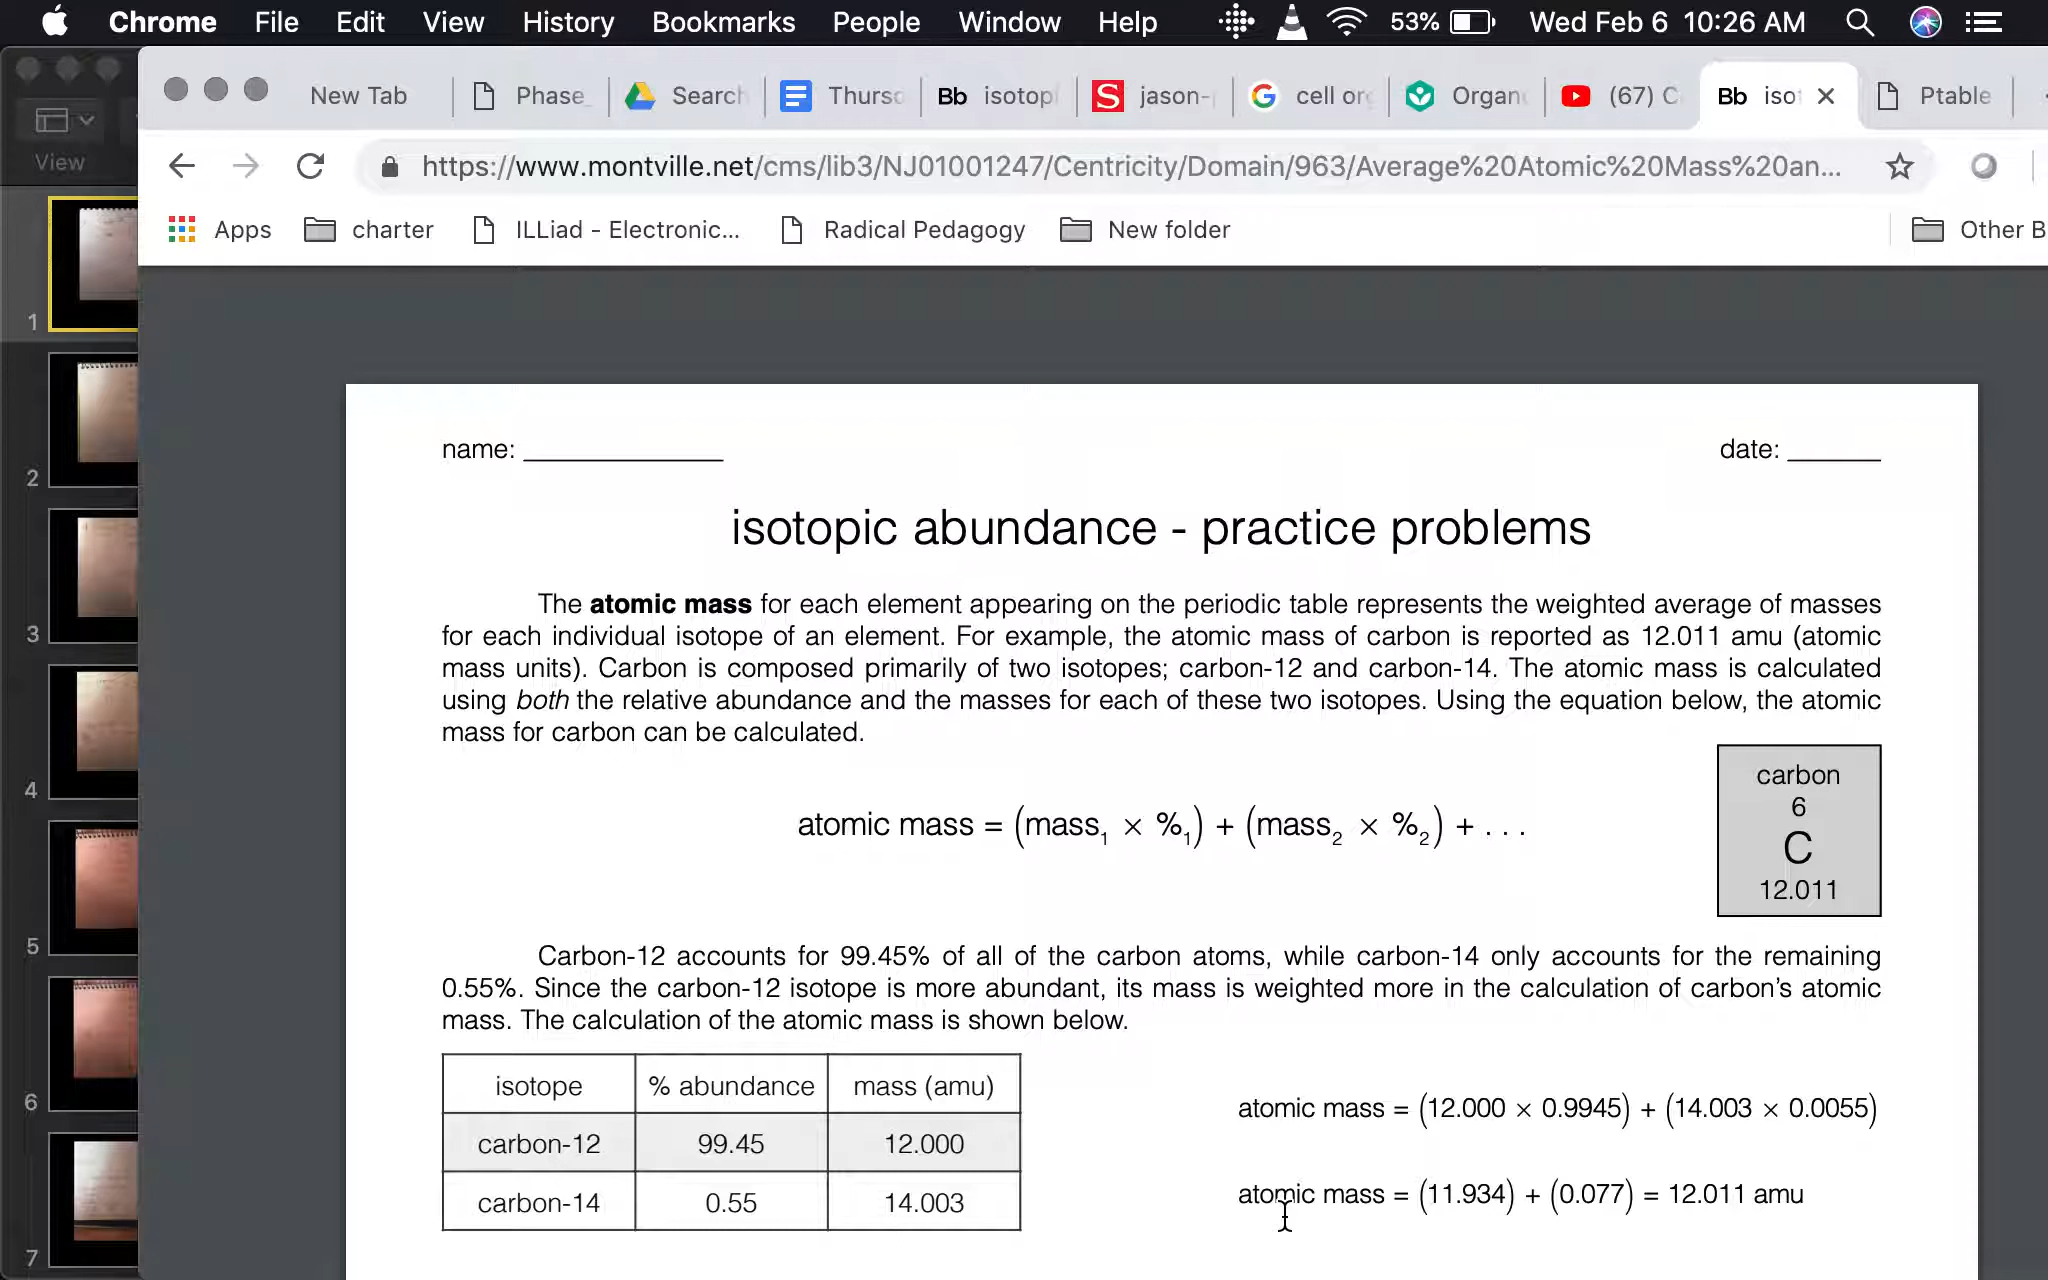 Chrome File Edit View History Bookmarks People Window Help 53% Wed Feb 6 10:26 AM
New Tab Phase_ Search Thursd Bb isotopi S jason- G cell or Organ (67) C Bb iso Ptable
View
https://www.montville.net/cms/lib3/NJ01001247/Centricity/Domain/963/Average%20Atomic%20Mass%20an...
Apps charter ILLiad - Electronic... Radical Pedagogy New folder Other B
1
2
3
4
5
6
7
name: ______________ date: ______
isotopic abundance - practice problems
The atomic mass for each element appearing on the periodic table represents the weighted average of masses
for each individual isotope of an element. For example, the atomic mass of carbon is reported as 12.011 amu (atomic
mass units). Carbon is composed primarily of two isotopes; carbon-12 and carbon-14. The atomic mass is calculated
using both the relative abundance and the masses for each of these two isotopes. Using the equation below, the atomic
mass for carbon can be calculated.
atomic mass = (mass₁ × %₁) + (mass₂ × %₂) + . . .
carbon
6
C
12.011
Carbon-12 accounts for 99.45% of all of the carbon atoms, while carbon-14 only accounts for the remaining
0.55%. Since the carbon-12 isotope is more abundant, its mass is weighted more in the calculation of carbon's atomic
mass. The calculation of the atomic mass is shown below.
isotope % abundance mass (amu)
carbon-12 99.45 12.000
carbon-14 0.55 14.003
atomic mass = (12.000 × 0.9945) + (14.003 × 0.0055)
atomic mass = (11.934) + (0.077) = 12.011 amu